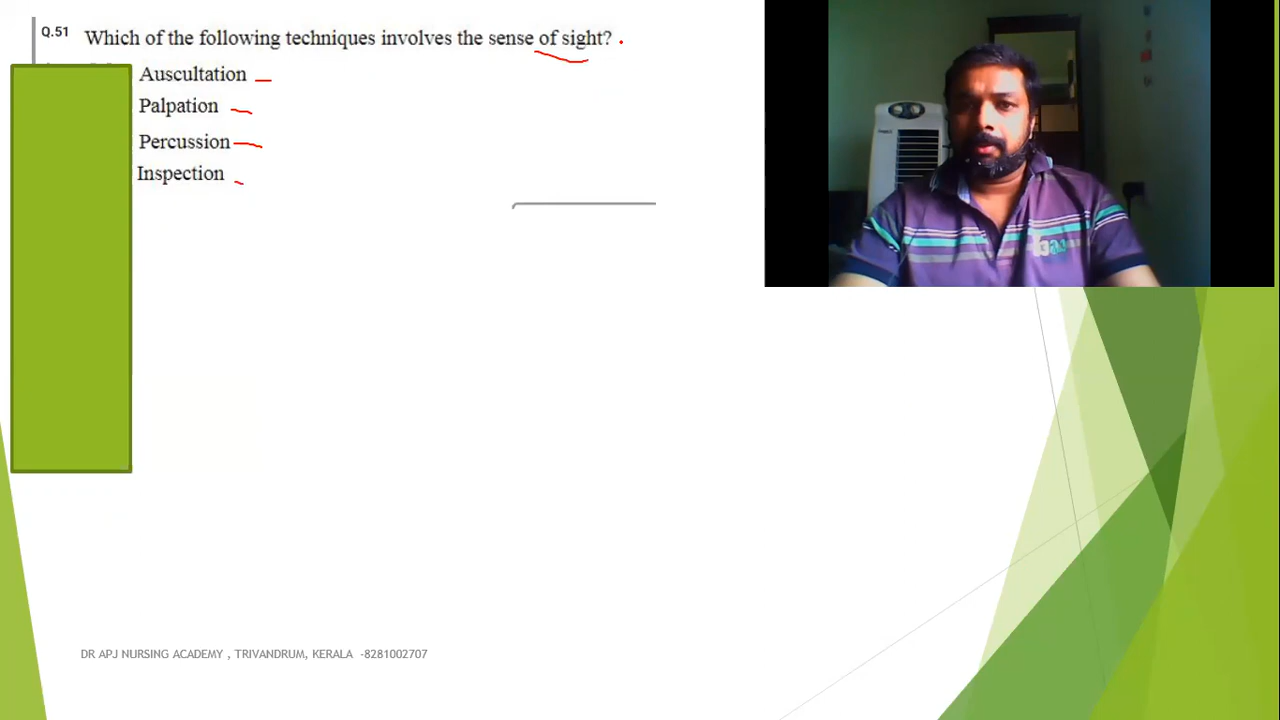 Q.51 Which of the following techniques involves the sense of sight?
Auscultation
Palpation
Percussion
Inspection
DR APJ NURSING ACADEMY , TRIVANDRUM, KERALA -8281002707